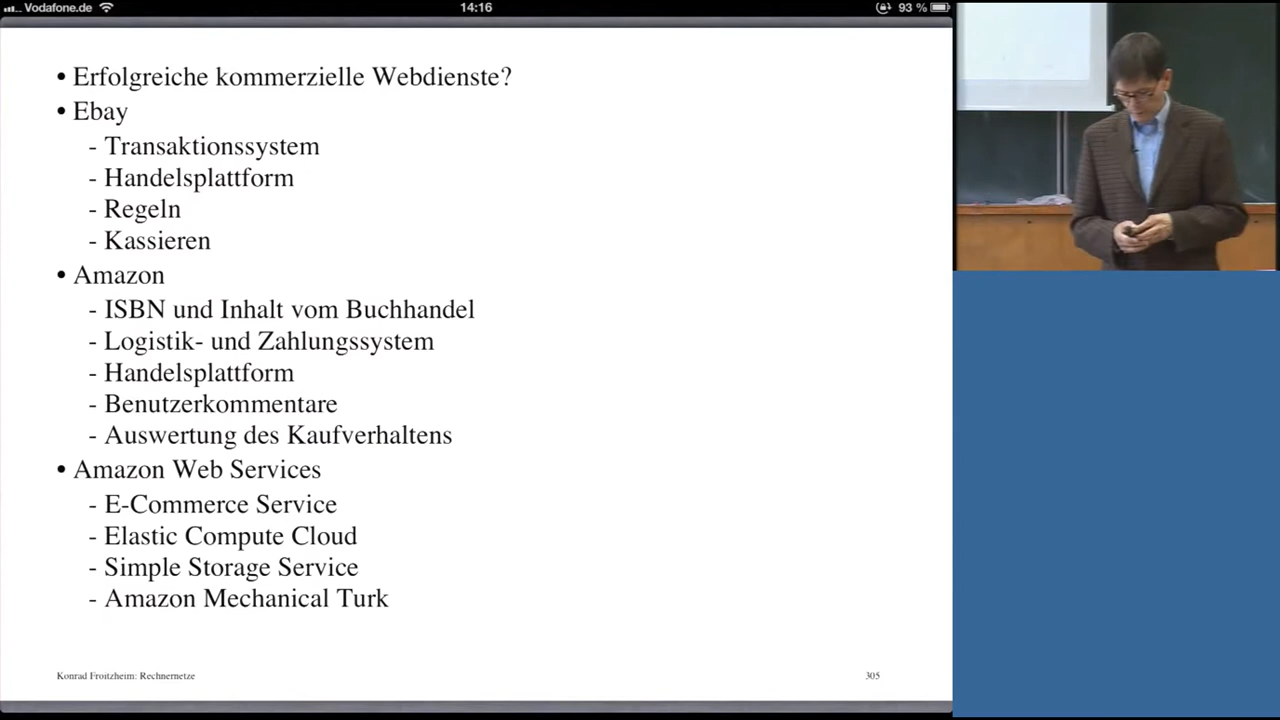 Vodafone.de 14:16 93 %
• Erfolgreiche kommerzielle Webdienste?
• Ebay
- Transaktionssystem
- Handelsplattform
- Regeln
- Kassieren
• Amazon
- ISBN und Inhalt vom Buchhandel
- Logistik- und Zahlungssystem
- Handelsplattform
- Benutzerkommentare
- Auswertung des Kaufverhaltens
• Amazon Web Services
- E-Commerce Service
- Elastic Compute Cloud
- Simple Storage Service
- Amazon Mechanical Turk
Konrad Froitzheim: Rechnernetze 305